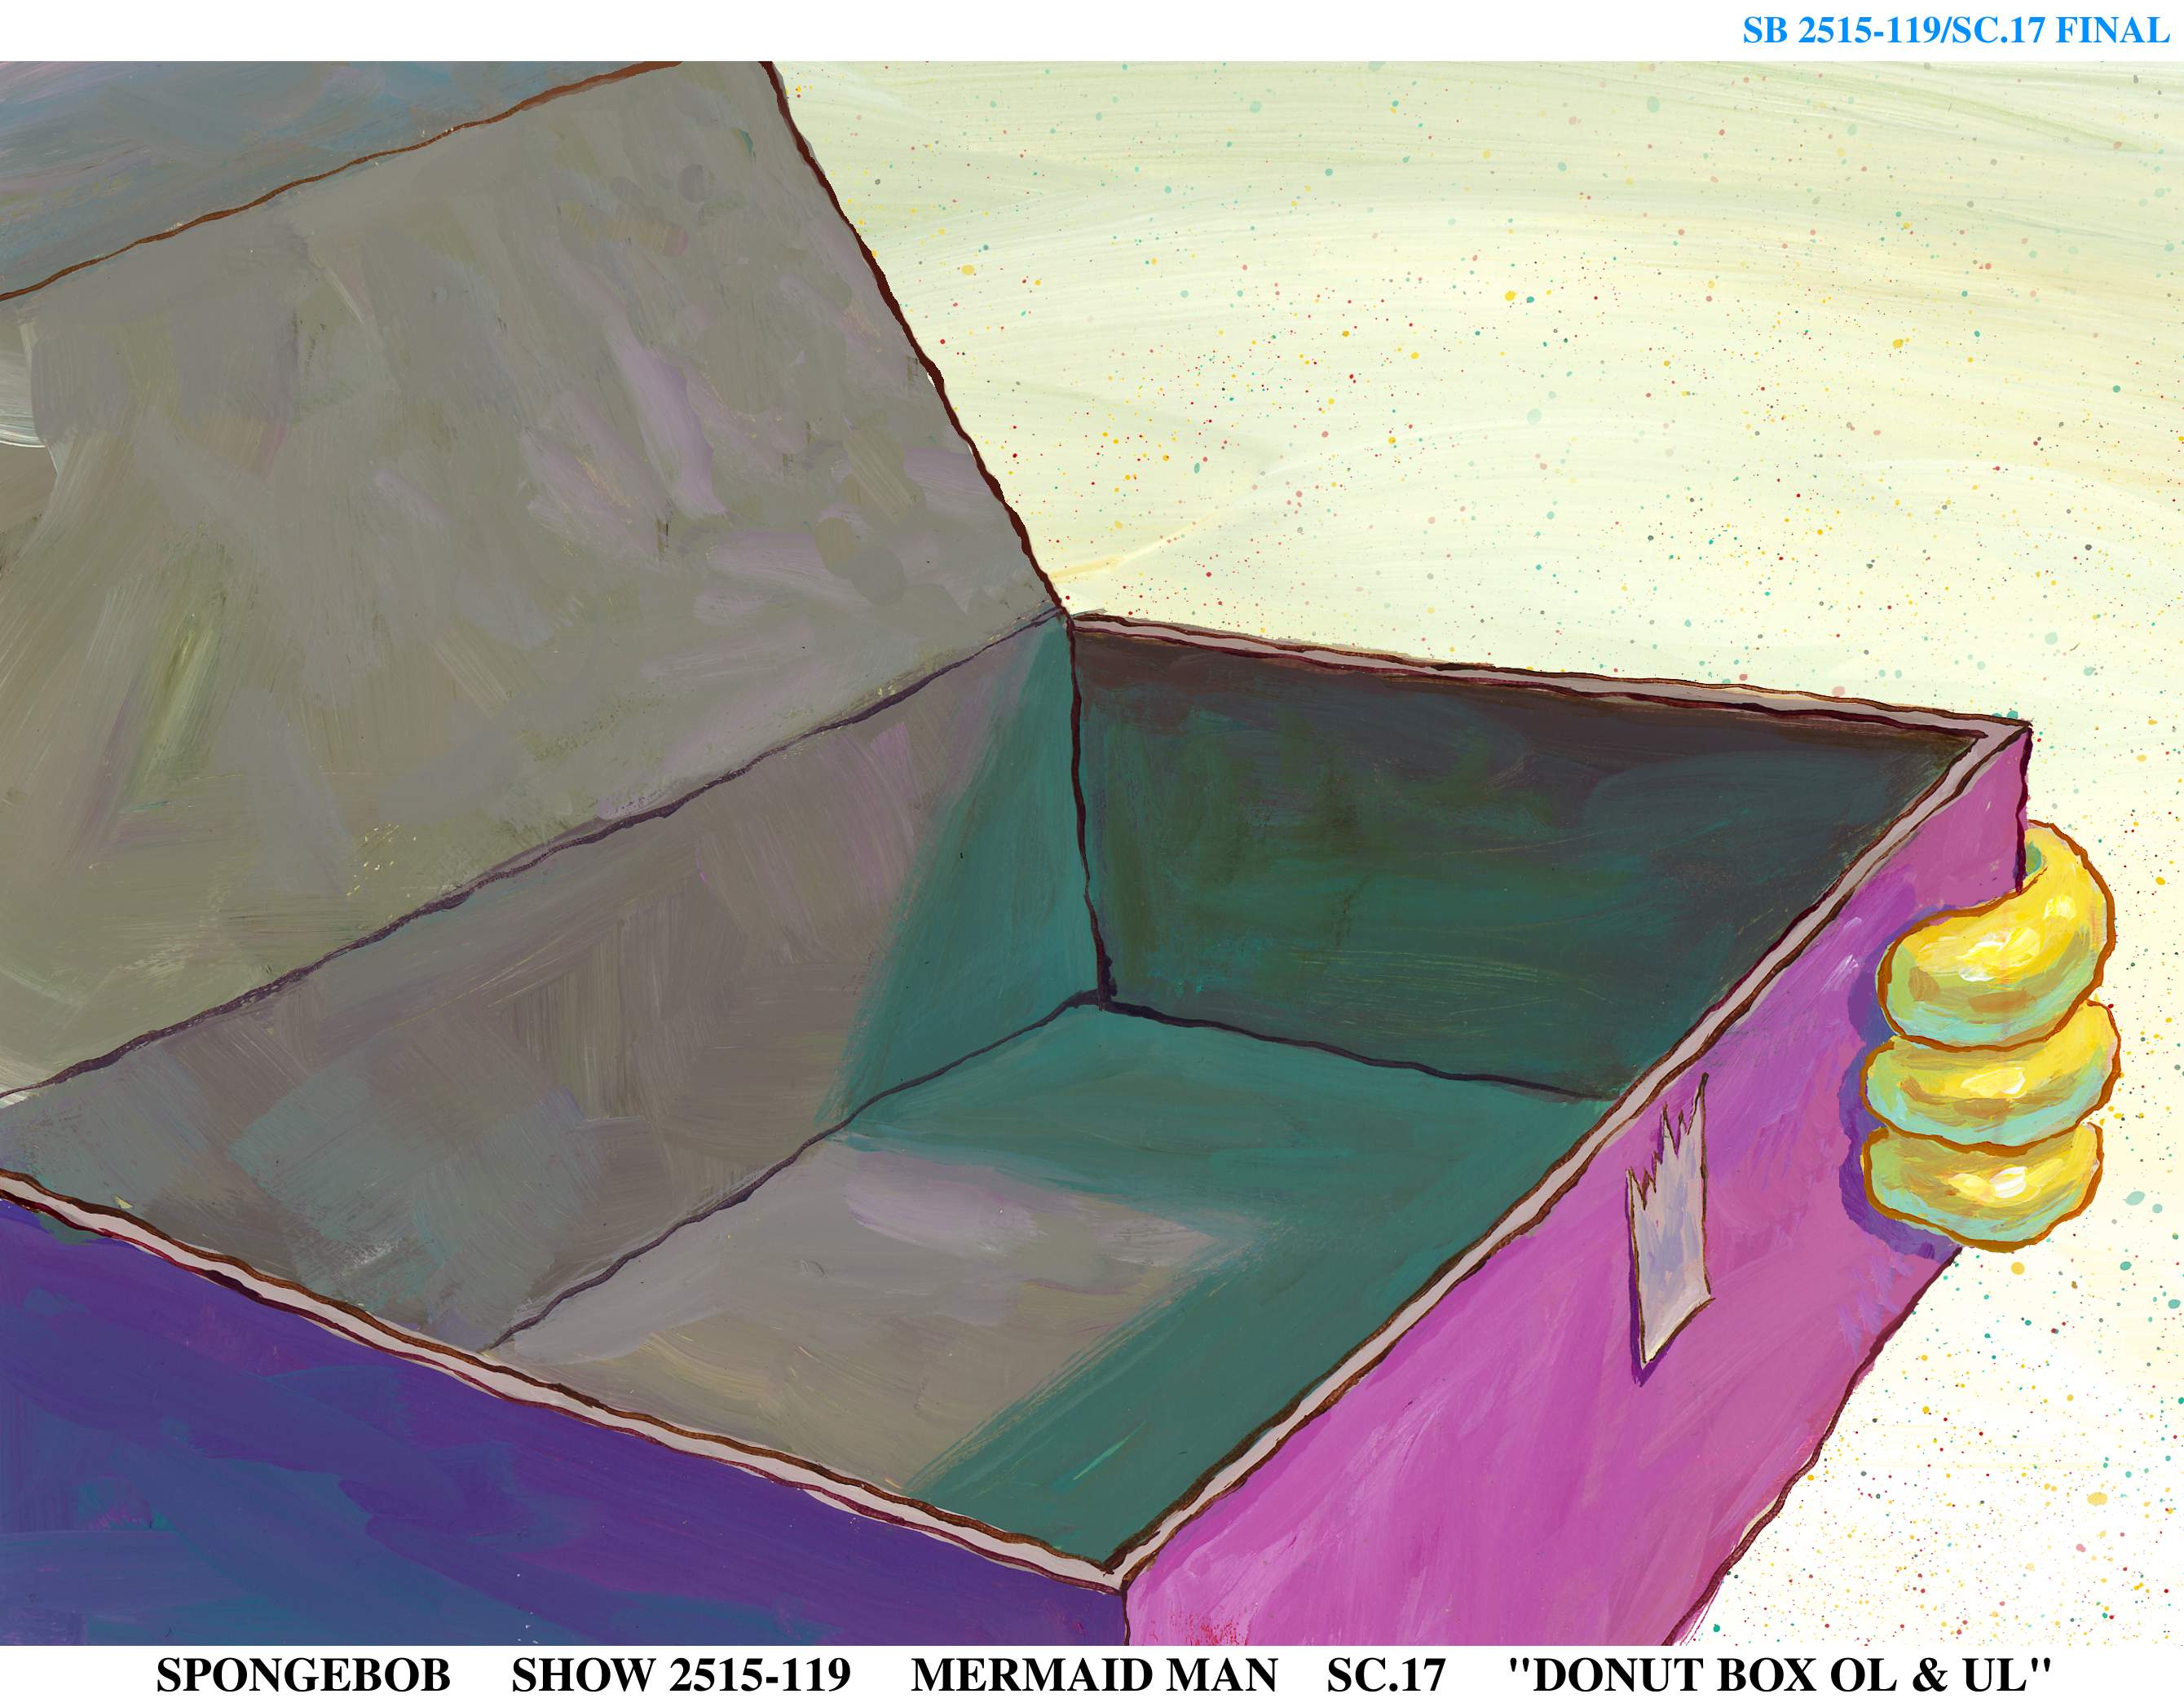 SB 2515-119/SC.17 FINAL
SPONGEBOB SHOW 2515-119 MERMAID MAN SC.17 "DONUT BOX OL & UL"